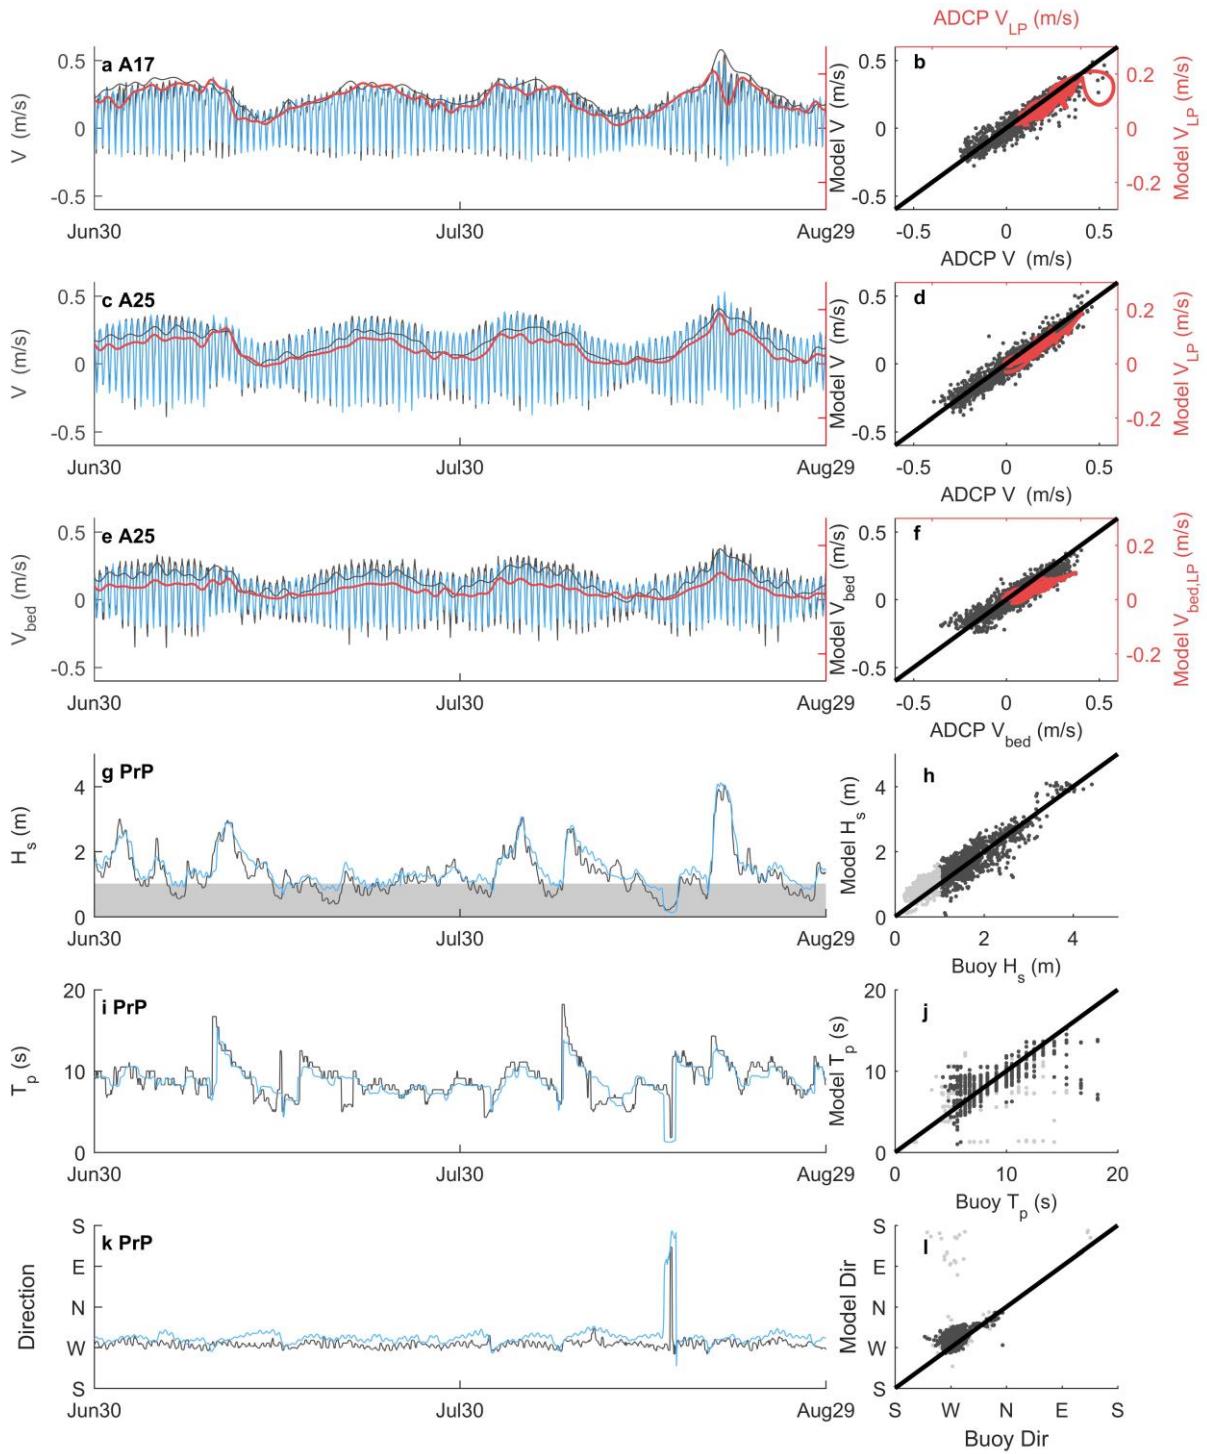 ADCP V_LP (m/s)
a A17
b
V (m/s)
0.5
0
-0.5
Jun30
Jul30
Aug29
Model V (m/s)
0.5
0
-0.5
-0.5
0
0.5
0.2
0
-0.2
Model V_LP (m/s)
ADCP V (m/s)
c A25
d
V (m/s)
0.5
0
-0.5
Jun30
Jul30
Aug29
Model V (m/s)
0.5
0
-0.5
-0.5
0
0.5
0.2
0
-0.2
Model V_LP (m/s)
ADCP V (m/s)
e A25
f
V_bed (m/s)
0.5
0
-0.5
Jun30
Jul30
Aug29
Model V_bed (m/s)
0.5
0
-0.5
-0.5
0
0.5
0.2
0
-0.2
Model V_bed,LP (m/s)
ADCP V_bed (m/s)
g PrP
h
H_s (m)
4
2
0
Jun30
Jul30
Aug29
Model H_s (m)
4
2
0
0
2
4
Buoy H_s (m)
i PrP
j
T_p (s)
20
10
0
Jun30
Jul30
Aug29
Model T_p (s)
20
10
0
0
10
20
Buoy T_p (s)
k PrP
l
Direction
S
E
N
W
S
Jun30
Jul30
Aug29
Model Dir
S
E
N
W
S
S
W
N
E
S
Buoy Dir